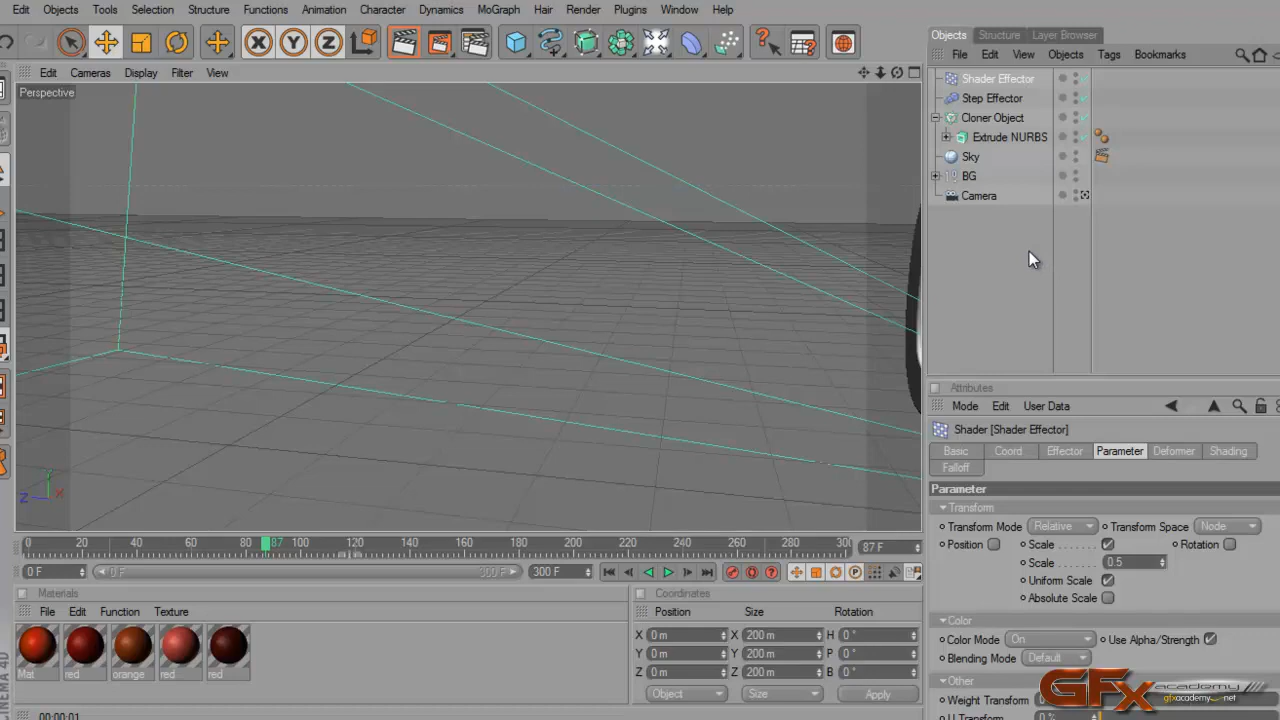 Edit Objects Tools Selection Structure Functions Animation Character Dynamics MoGraph Hair Render Plugins Window Help
Objects Structure Layer Browser
File Edit View Objects Tags Bookmarks
Edit Cameras Display Filter View
Perspective
Shader Effector
Step Effector
Cloner Object
Extrude NURBS
Sky
BG
Camera
Attributes
Mode Edit User Data
Shader [Shader Effector]
Basic Coord Effector Parameter Deformer Shading
Falloff
Parameter
Transform
Transform Mode Relative Transform Space Node
Position Scale Rotation
Scale 0.5
Uniform Scale
Absolute Scale
Color
Color Mode On Use Alpha/Strength
Blending Mode Default
Other
Weight Transform
U Transform 0 %
0 20 40 60 80 87 100 120 140 160 180 200 220 240 260 280 300 87 F
0 F 0 F 300 F 300 F
Materials
File Edit Function Texture
Mat red orange red red
Coordinates
Position Size Rotation
X 0 m X 200 m H 0 °
Y 0 m Y 200 m P 0 °
Z 0 m Z 200 m B 0 °
Object Size Apply
X Y Z
Y X Z
CINEMA 4D
00:00:01
GFx academy
gfxacademy.net